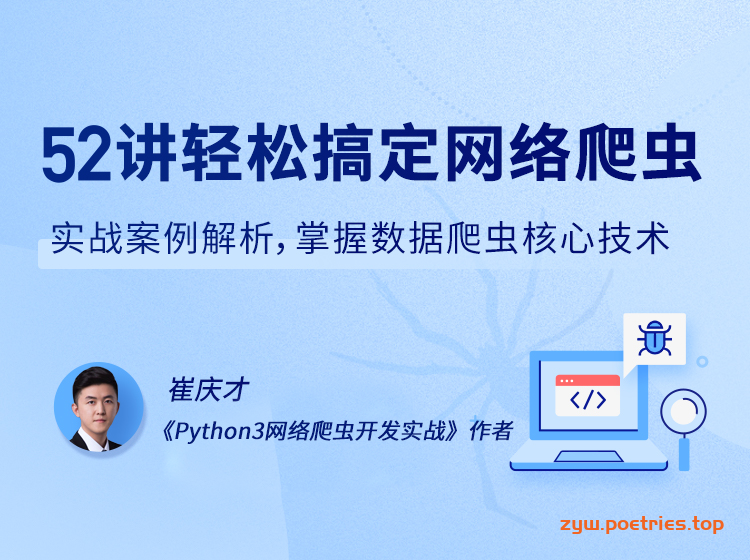 52讲轻松搞定网络爬虫
实战案例解析，掌握数据爬虫核心技术
崔庆才
《Python3网络爬虫开发实战》作者
</>
zyw.poetries.top